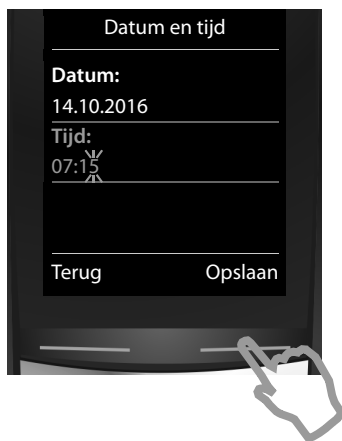 Datum en tijd
Datum:
14.10.2016
Tijd:
07:15
Terug Opslaan